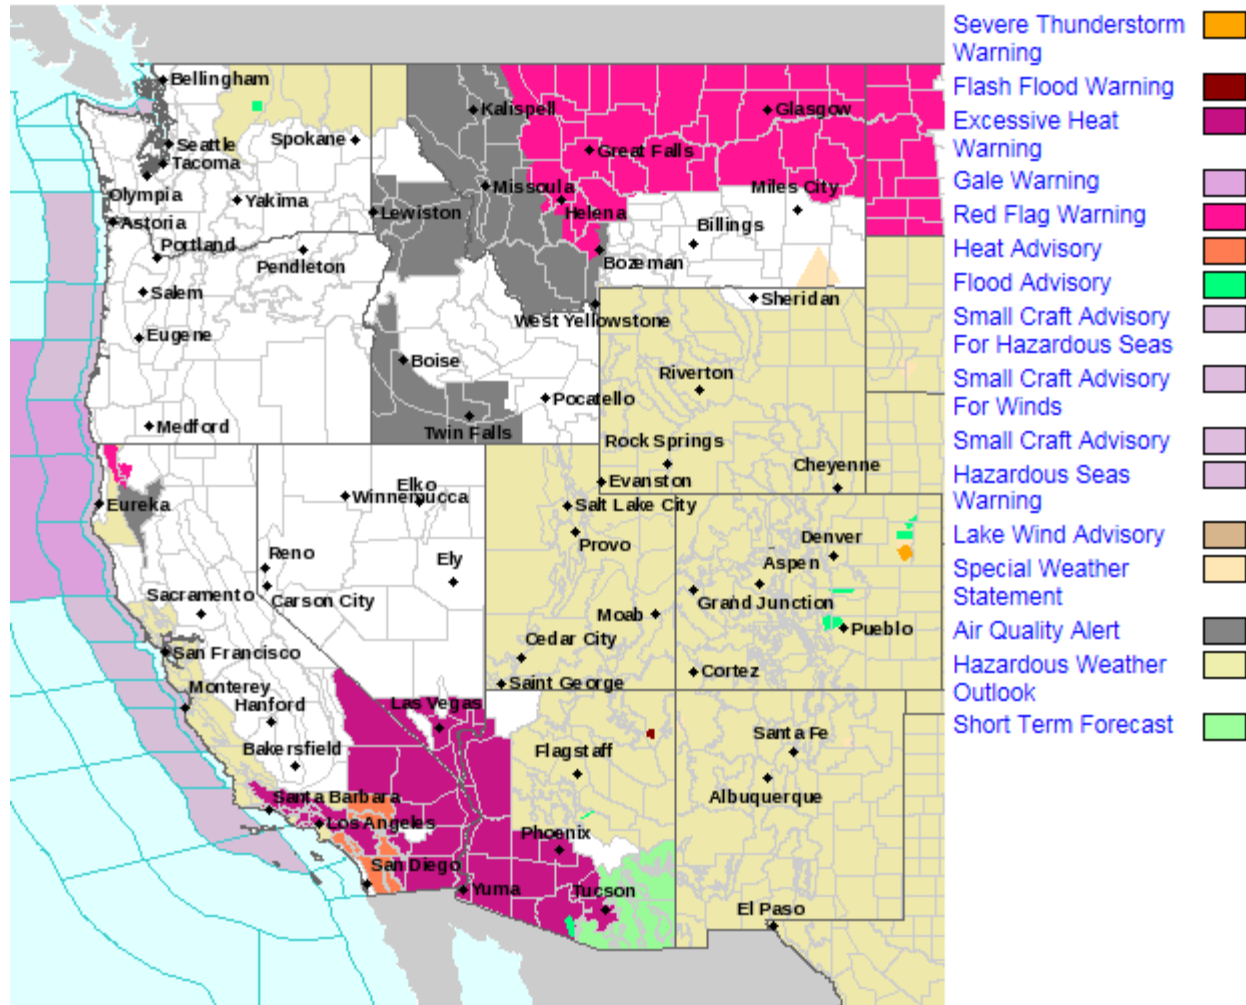 Bellingham
Kalispell
Glasgow
Spokane
Seattle
Great Falls
Tacoma
Missoula
Miles City
Olympia
Yakima
Lewiston
Helena
Astoria
Billings
Portland
Pendleton
Bozeman
Salem
Sheridan
West Yellowstone
Eugene
Boise
Riverton
Pocatello
Medford
Twin Falls
Rock Springs
Cheyenne
Elko
Evanston
Winnemucca
Eureka
Salt Lake City
Denver
Provo
Reno
Ely
Aspen
Sacramento
Carson City
Grand Junction
Moab
Pueblo
Cedar City
San Francisco
Cortez
Saint George
Monterey
Hanford
Las Vegas
Santa Fe
Bakersfield
Flagstaff
Santa Barbara
Albuquerque
Los Angeles
Phoenix
San Diego
Yuma
Tucson
El Paso
Severe Thunderstorm
Warning
Flash Flood Warning
Excessive Heat
Warning
Gale Warning
Red Flag Warning
Heat Advisory
Flood Advisory
Small Craft Advisory
For Hazardous Seas
Small Craft Advisory
For Winds
Small Craft Advisory
Hazardous Seas
Warning
Lake Wind Advisory
Special Weather
Statement
Air Quality Alert
Hazardous Weather
Outlook
Short Term Forecast